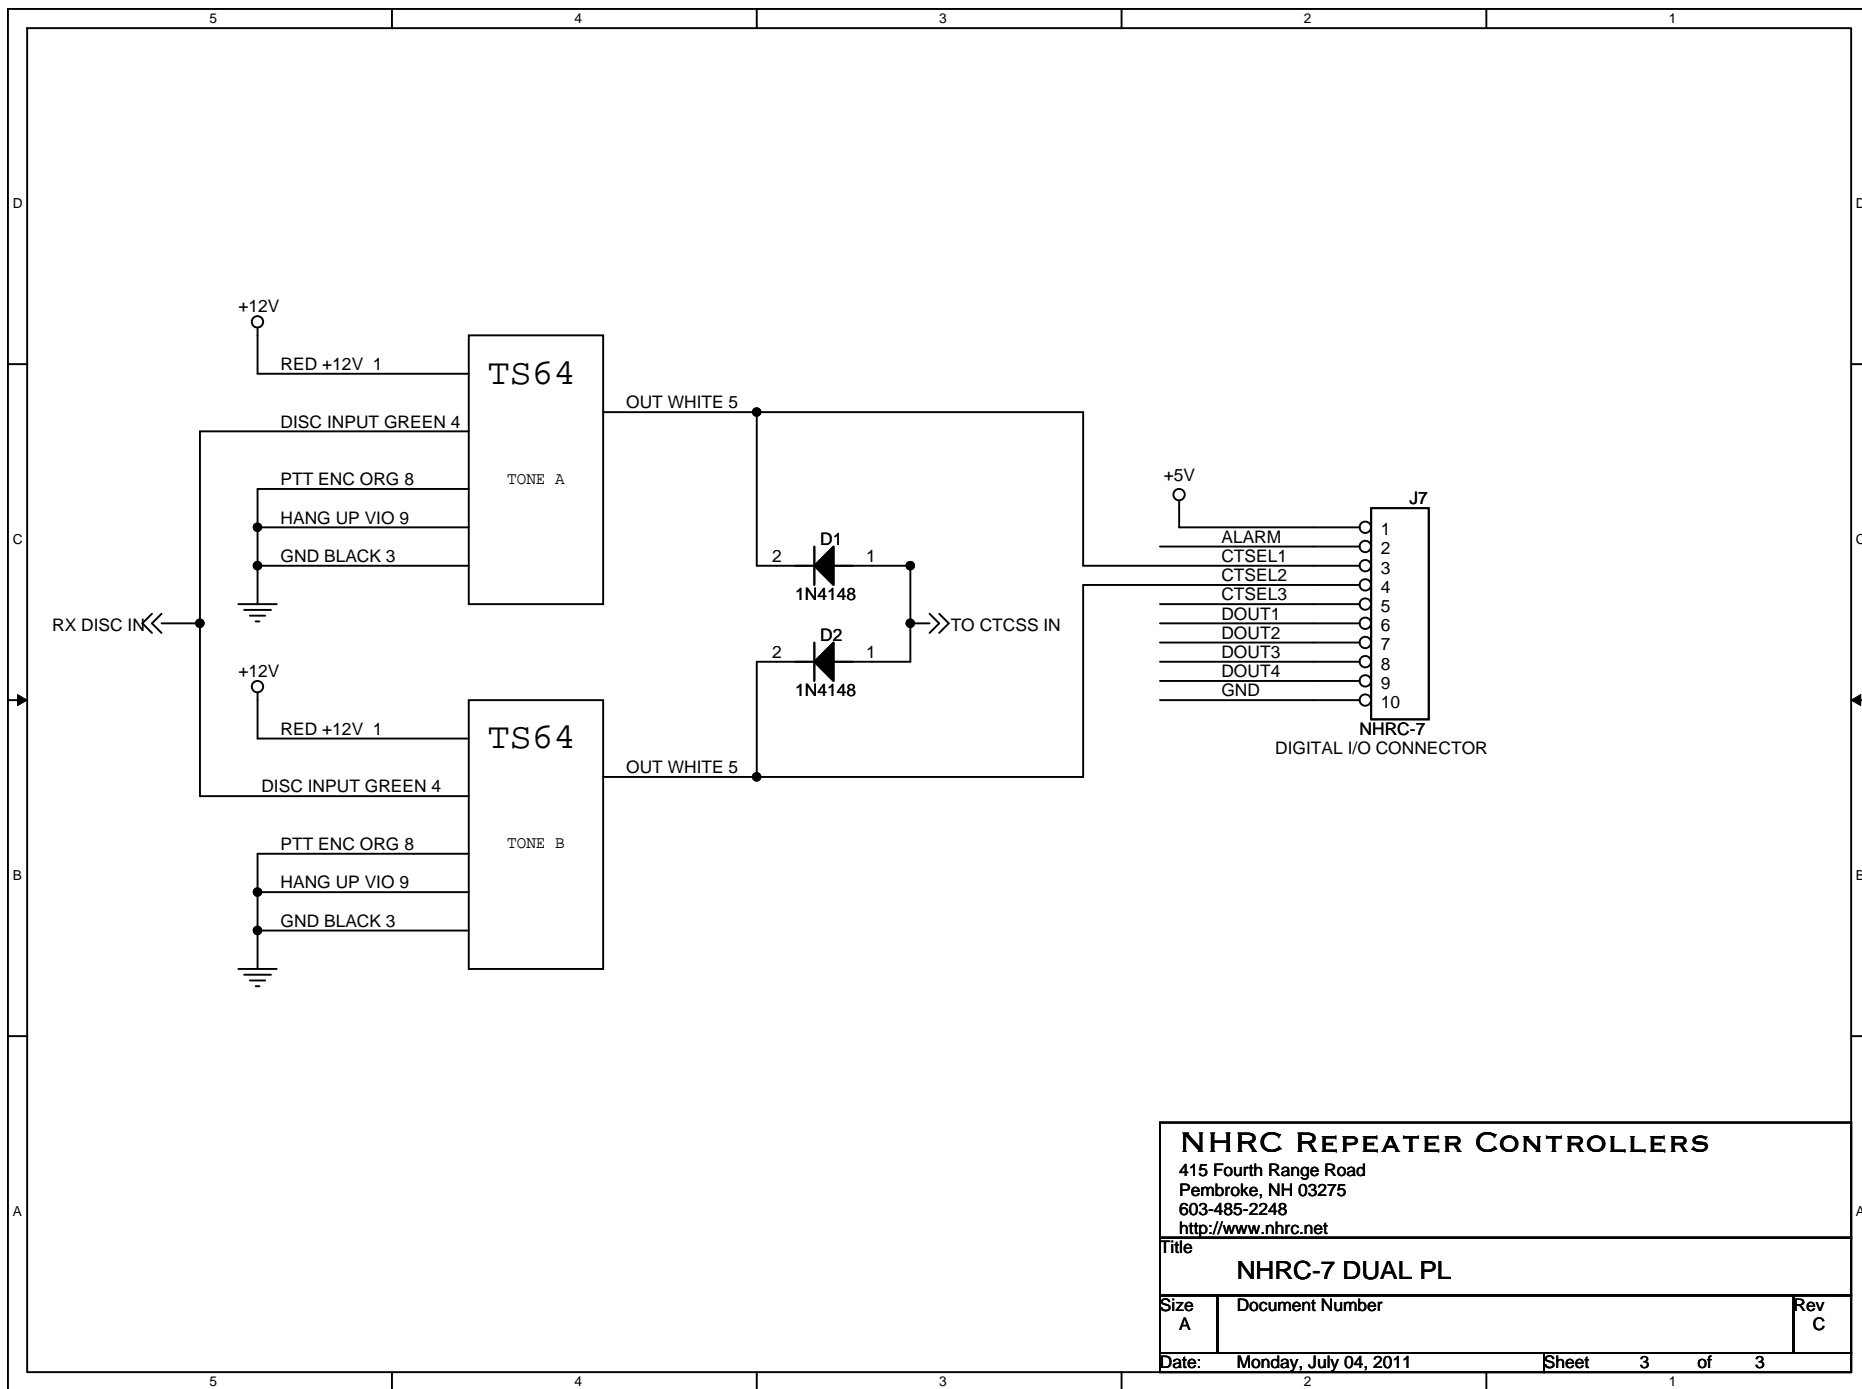 5 4 3 2 1
D D
+12V
RED +12V 1
TS64
OUT WHITE 5
DISC INPUT GREEN 4
PTT ENC ORG 8
TONE A
HANG UP VIO 9
GND BLACK 3
C C
+5V
J7
1
ALARM 2
CTSEL1 3
CTSEL2 4
CTSEL3 5
DOUT1 6
DOUT2 7
DOUT3 8
DOUT4 9
GND 10
NHRC-7
DIGITAL I/O CONNECTOR
D1
2 1
1N4148
RX DISC IN
TO CTCSS IN
D2
2 1
1N4148
+12V
RED +12V 1
TS64
OUT WHITE 5
DISC INPUT GREEN 4
PTT ENC ORG 8
TONE B
HANG UP VIO 9
GND BLACK 3
B B
A A
NHRC REPEATER CONTROLLERS
415 Fourth Range Road
Pembroke, NH 03275
603-485-2248
http://www.nhrc.net
Title
NHRC-7 DUAL PL
Size Document Number Rev
A C
Date: Monday, July 04, 2011 Sheet 3 of 3
5 4 3 2 1